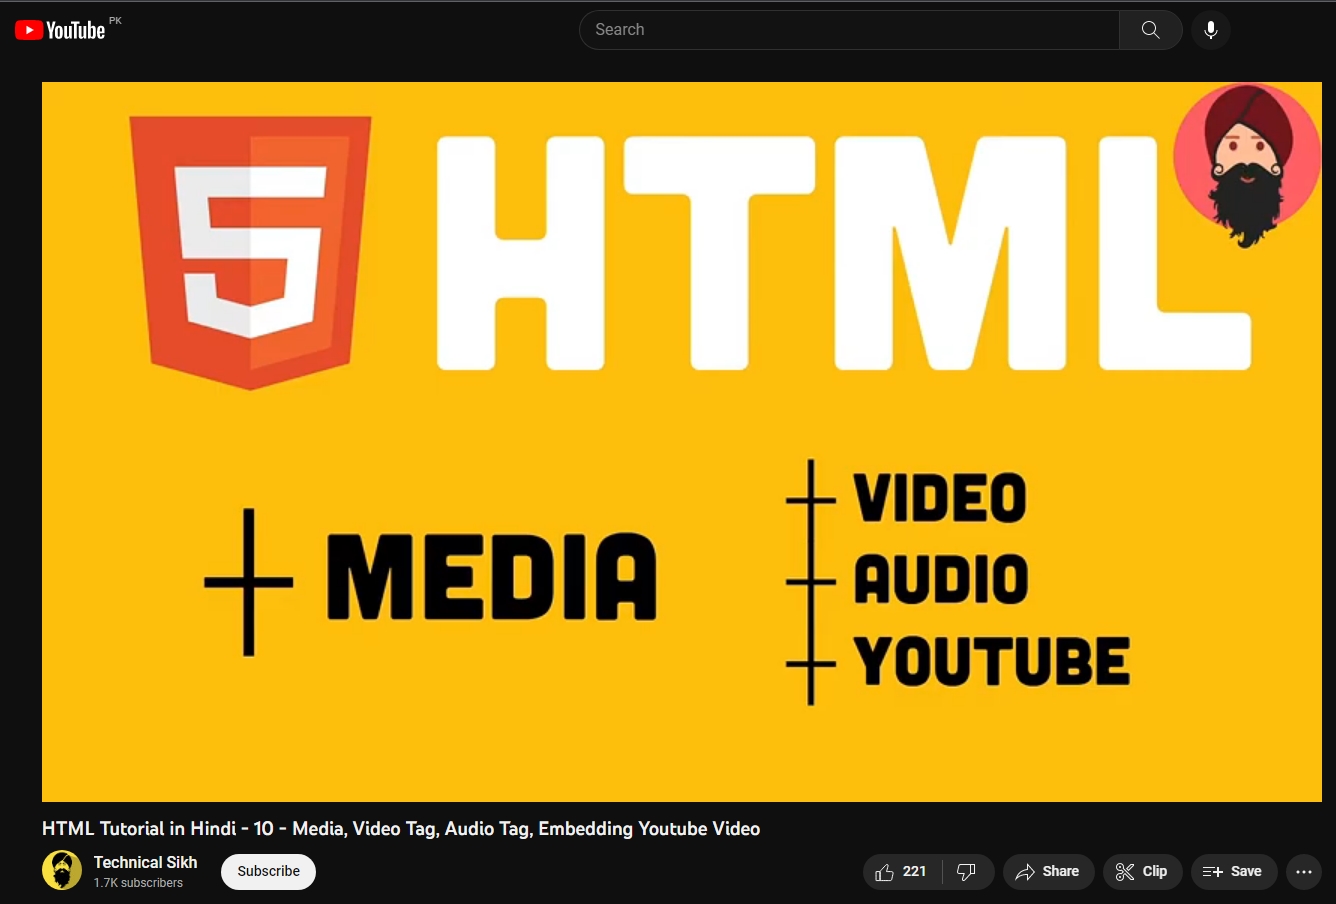 YouTube PK
Search
5 HTML
MEDIA
VIDEO
AUDIO
YOUTUBE
HTML Tutorial in Hindi - 10 - Media, Video Tag, Audio Tag, Embedding Youtube Video
Technical Sikh
1.7K subscribers
Subscribe
221
Share
Clip
Save